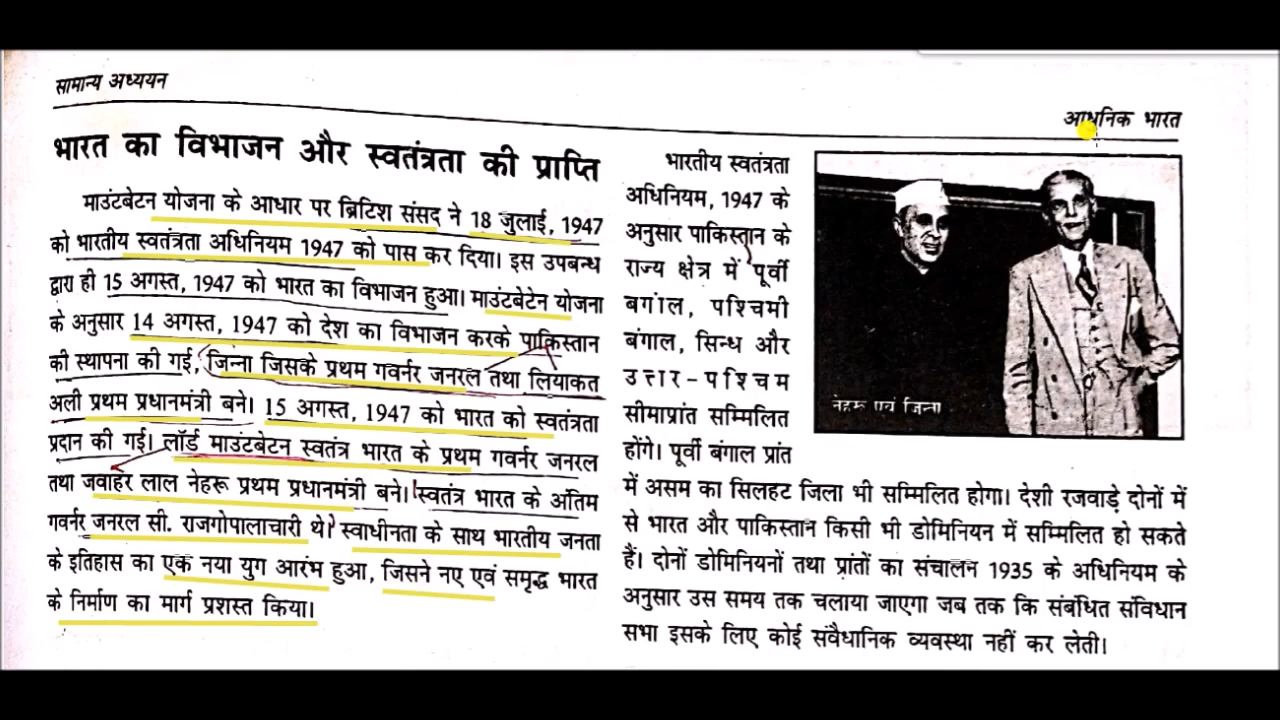 सामान्य अध्ययन
आधुनिक भारत
भारत का विभाजन और स्वतंत्रता की प्राप्ति
माउंटबेटन योजना के आधार पर ब्रिटिश संसद ने 18 जुलाई, 1947
को भारतीय स्वतंत्रता अधिनियम 1947 को पास कर दिया। इस उपबन्ध
द्वारा ही 15 अगस्त, 1947 को भारत का विभाजन हुआ। माउंटबेटेन योजना
के अनुसार 14 अगस्त, 1947 को देश का विभाजन करके पाकिस्तान
की स्थापना की गई, जिन्ना जिसके प्रथम गवर्नर जनरल तथा लियाकत
अली प्रथम प्रधानमंत्री बने। 15 अगस्त, 1947 को भारत को स्वतंत्रता
प्रदान की गई। लॉर्ड माउंटबेटन स्वतंत्र भारत के प्रथम गवर्नर जनरल
तथा जवाहर लाल नेहरू प्रथम प्रधानमंत्री बने। स्वतंत्र भारत के अंतिम
गवर्नर जनरल सी. राजगोपालाचारी थे। स्वाधीनता के साथ भारतीय जनता
के इतिहास का एक नया युग आरंभ हुआ, जिसने नए एवं समृद्ध भारत
के निर्माण का मार्ग प्रशस्त किया।
भारतीय स्वतंत्रता
अधिनियम, 1947 के
अनुसार पाकिस्तान के
राज्य क्षेत्र में पूर्वी
बगांल, पश्चिमी
बंगाल, सिन्ध और
उत्तार-पश्चिम
सीमाप्रांत सम्मिलित
होंगे। पूर्वी बंगाल प्रांत
में असम का सिलहट जिला भी सम्मिलित होगा। देशी रजवाड़े दोनों में
से भारत और पाकिस्तान किसी भी डोमिनियन में सम्मिलित हो सकते
हैं। दोनों डोमिनियनों तथा प्रांतों का संचालन 1935 के अधिनियम के
अनुसार उस समय तक चलाया जाएगा जब तक कि संबंधित संविधान
सभा इसके लिए कोई संवैधानिक व्यवस्था नहीं कर लेती।
नेहरू एवं जिन्ना